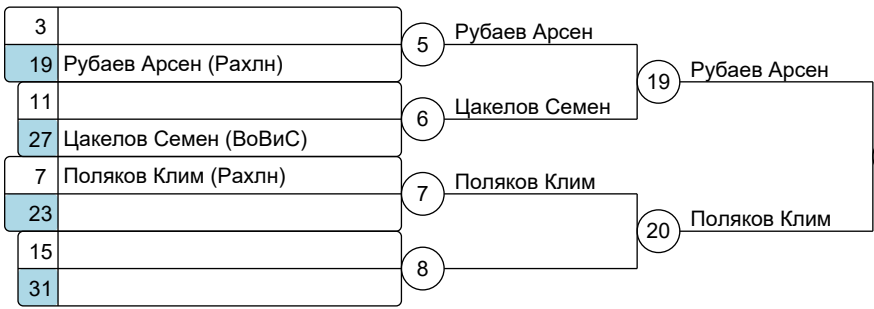 3
5 Рубаев Арсен
19 Рубаев Арсен (Рахлн)
19 Рубаев Арсен
11
6 Цакелов Семен
27 Цакелов Семен (ВоВиС)
7 Поляков Клим (Рахлн)
7 Поляков Клим
23
20 Поляков Клим
15
8
31